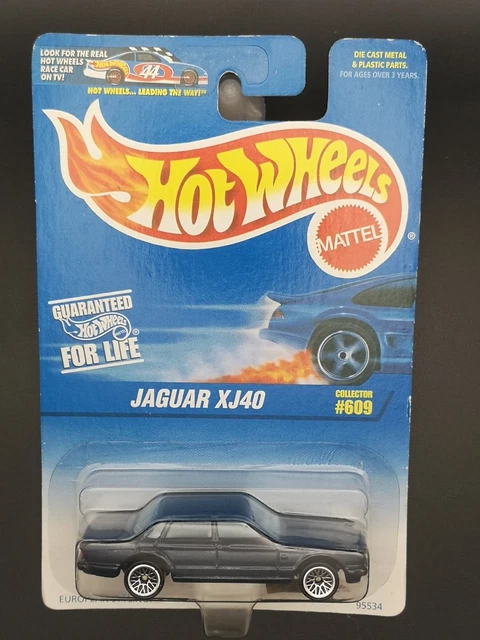 LOOK FOR THE REAL
HOT WHEELS
RACE CAR
ON TV!
44
HOT WHEELS... LEADING THE WAY!™
DIE CAST METAL
& PLASTIC PARTS.
FOR AGES OVER 3 YEARS.
HOT WHEELS
®
MATTEL
GUARANTEED
Hot Wheels
FOR LIFE
JAGUAR XJ40
COLLECTOR
#609
95534